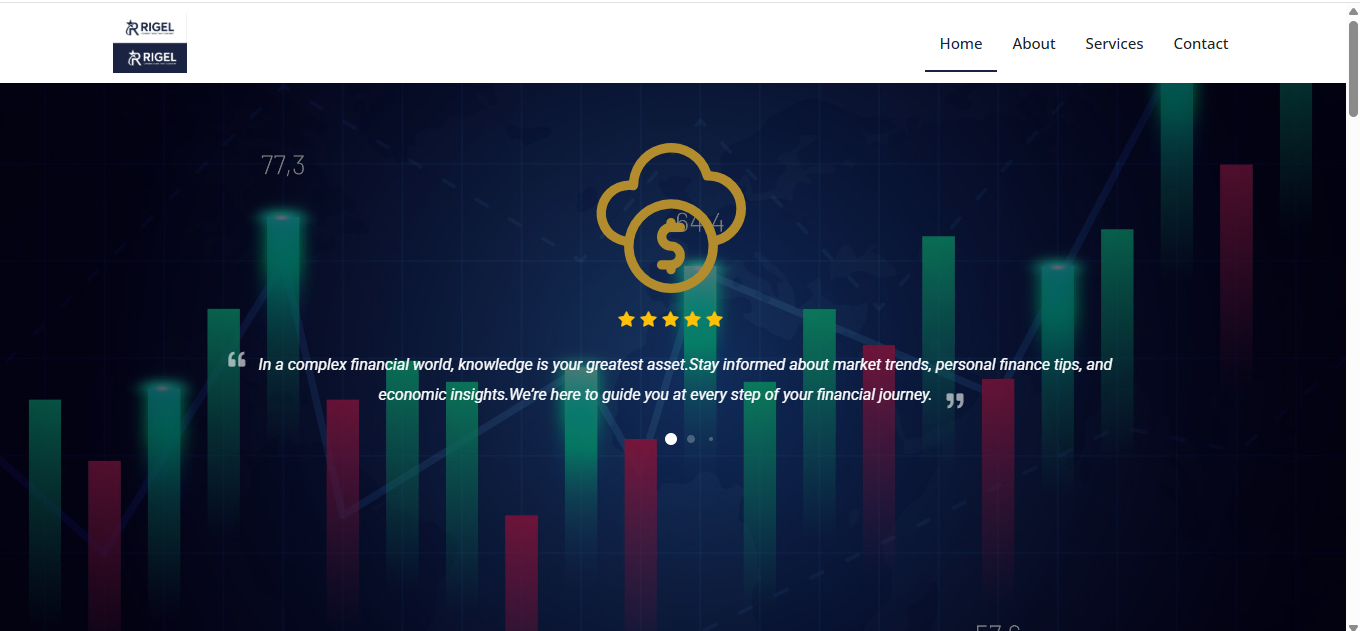 RIGEL
RIGEL
Home About Services Contact
77,3
64,4
“ In a complex financial world, knowledge is your greatest asset.Stay informed about market trends, personal finance tips, and
economic insights.We're here to guide you at every step of your financial journey. ”